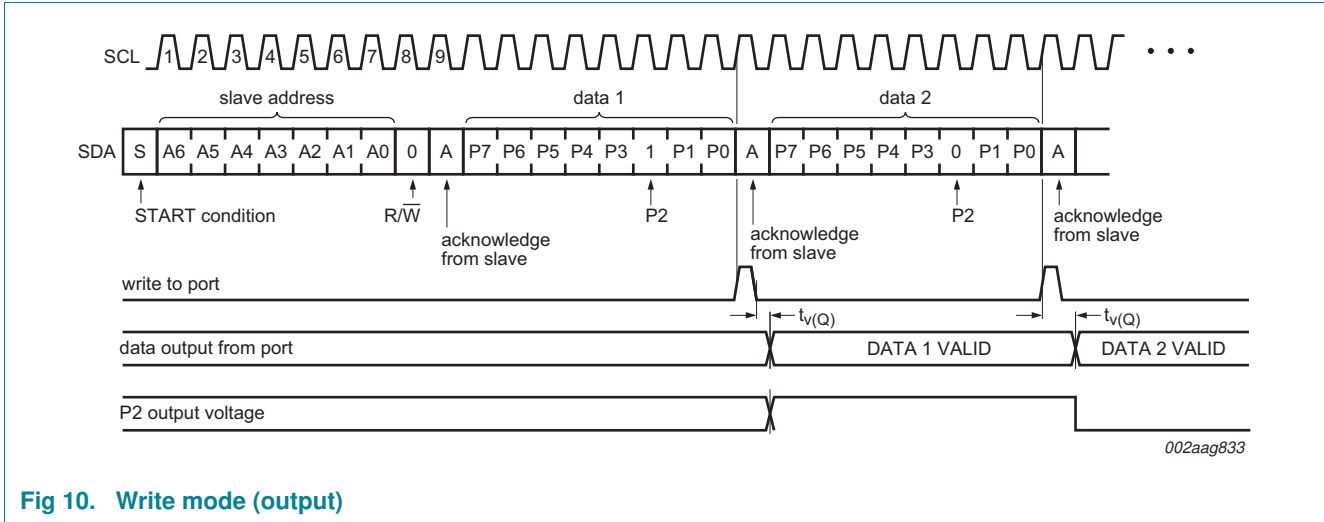 SCL 1 2 3 4 5 6 7 8 9 • • •
slave address data 1 data 2
SDA S A6 A5 A4 A3 A2 A1 A0 0 A P7 P6 P5 P4 P3 1 P1 P0 A P7 P6 P5 P4 P3 0 P1 P0 A
START condition R/W̅ acknowledge from slave P2 acknowledge from slave P2 acknowledge from slave
write to port
tv(Q) tv(Q)
data output from port DATA 1 VALID DATA 2 VALID
P2 output voltage
002aag833
Fig 10. Write mode (output)